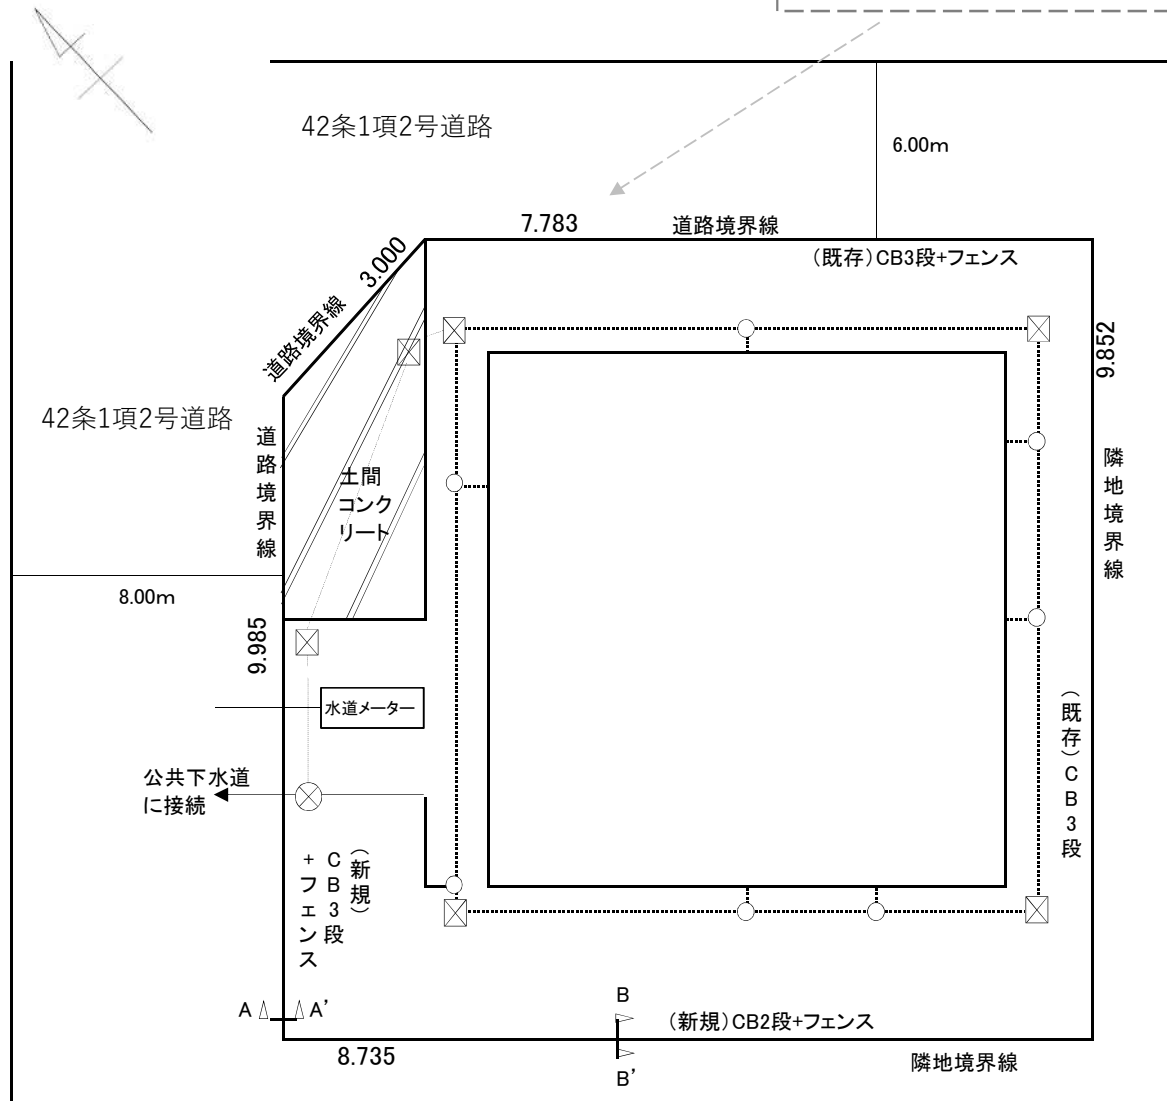 42条1項2号道路
6.00m
7.783
道路境界線
(既存)CB3段+フェンス
3.000
道路境界線
9.852
42条1項2号道路
道路境界線
土間
コンク
リート
隣地境界線
8.00m
9.985
水道メーター
(既存)CB3段
公共下水道
に接続
(新規)
CB3段
+フェンス
A A'
B
(新規)CB2段+フェンス
8.735
隣地境界線
B'